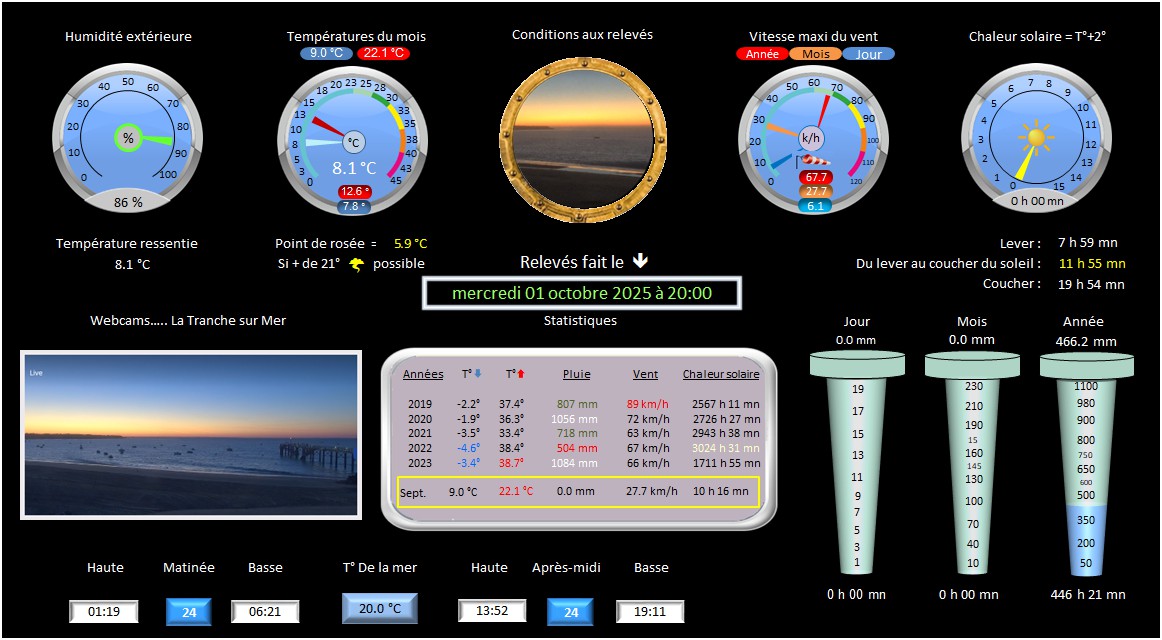 Humidité extérieure
Températures du mois
Conditions aux relevés
Vitesse maxi du vent
Chaleur solaire = T°+2°
9.0 °C 22.1 °C
Année Mois Jour
0 10 20 30 40 50 60 70 80 90 100
%
86 %
0 3 5 8 10 13 15 18 20 23 25 28 30 33 35 38 40 43 45
°C
8.1 °C
12.6 °
7.8 °
0 10 20 30 40 50 60 70 80 90 100 110 120
k/h
67.7
27.7
6.1
0 1 2 3 4 5 6 7 8 9 10 11 12 13 14 15
0 h 00 mn
Température ressentie
8.1 °C
Point de rosée = 5.9 °C
Si + de 21° possible
Relevés fait le
mercredi 01 octobre 2025 à 20:00
Lever : 7 h 59 mn
Du lever au coucher du soleil : 11 h 55 mn
Coucher : 19 h 54 mn
Webcams..... La Tranche sur Mer
Live
Statistiques
Années T° T° Pluie Vent Chaleur solaire
2019 -2.2° 37.4° 807 mm 89 km/h 2567 h 11 mn
2020 -1.9° 36.3° 1056 mm 72 km/h 2726 h 27 mn
2021 -3.5° 33.4° 718 mm 63 km/h 2943 h 38 mn
2022 -4.6° 38.4° 504 mm 67 km/h 3024 h 31 mn
2023 -3.4° 38.7° 1084 mm 66 km/h 1711 h 55 mn
Sept. 9.0 °C 22.1 °C 0.0 mm 27.7 km/h 10 h 16 mn
Jour
0.0 mm
19
17
15
13
11
9
7
5
3
1
0 h 00 mn
Mois
0.0 mm
230
210
190
15
160
145
130
100
70
40
10
0 h 00 mn
Année
466.2 mm
1100
980
900
800
750
650
600
500
350
200
50
446 h 21 mn
Haute Matinée Basse
01:19 24 06:21
T° De la mer
20.0 °C
Haute Après-midi Basse
13:52 24 19:11